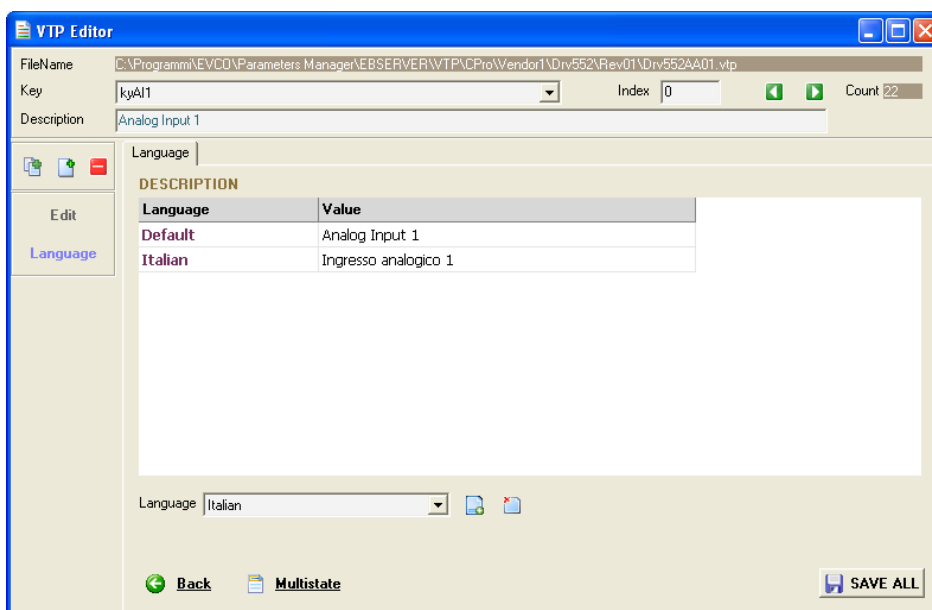 VTP Editor
FileName C:\Programmi\EVCO\Parameters Manager\EBSERVER\VTP\CPro\Vendor1\Drv552\Rev01\Drv552AA01.vtp
Key kyAI1 Index 0 Count 22
Description Analog Input 1
Language
DESCRIPTION
Edit
Language
Language Value
Default Analog Input 1
Italian Ingresso analogico 1
Language Italian
Back Multistate SAVE ALL